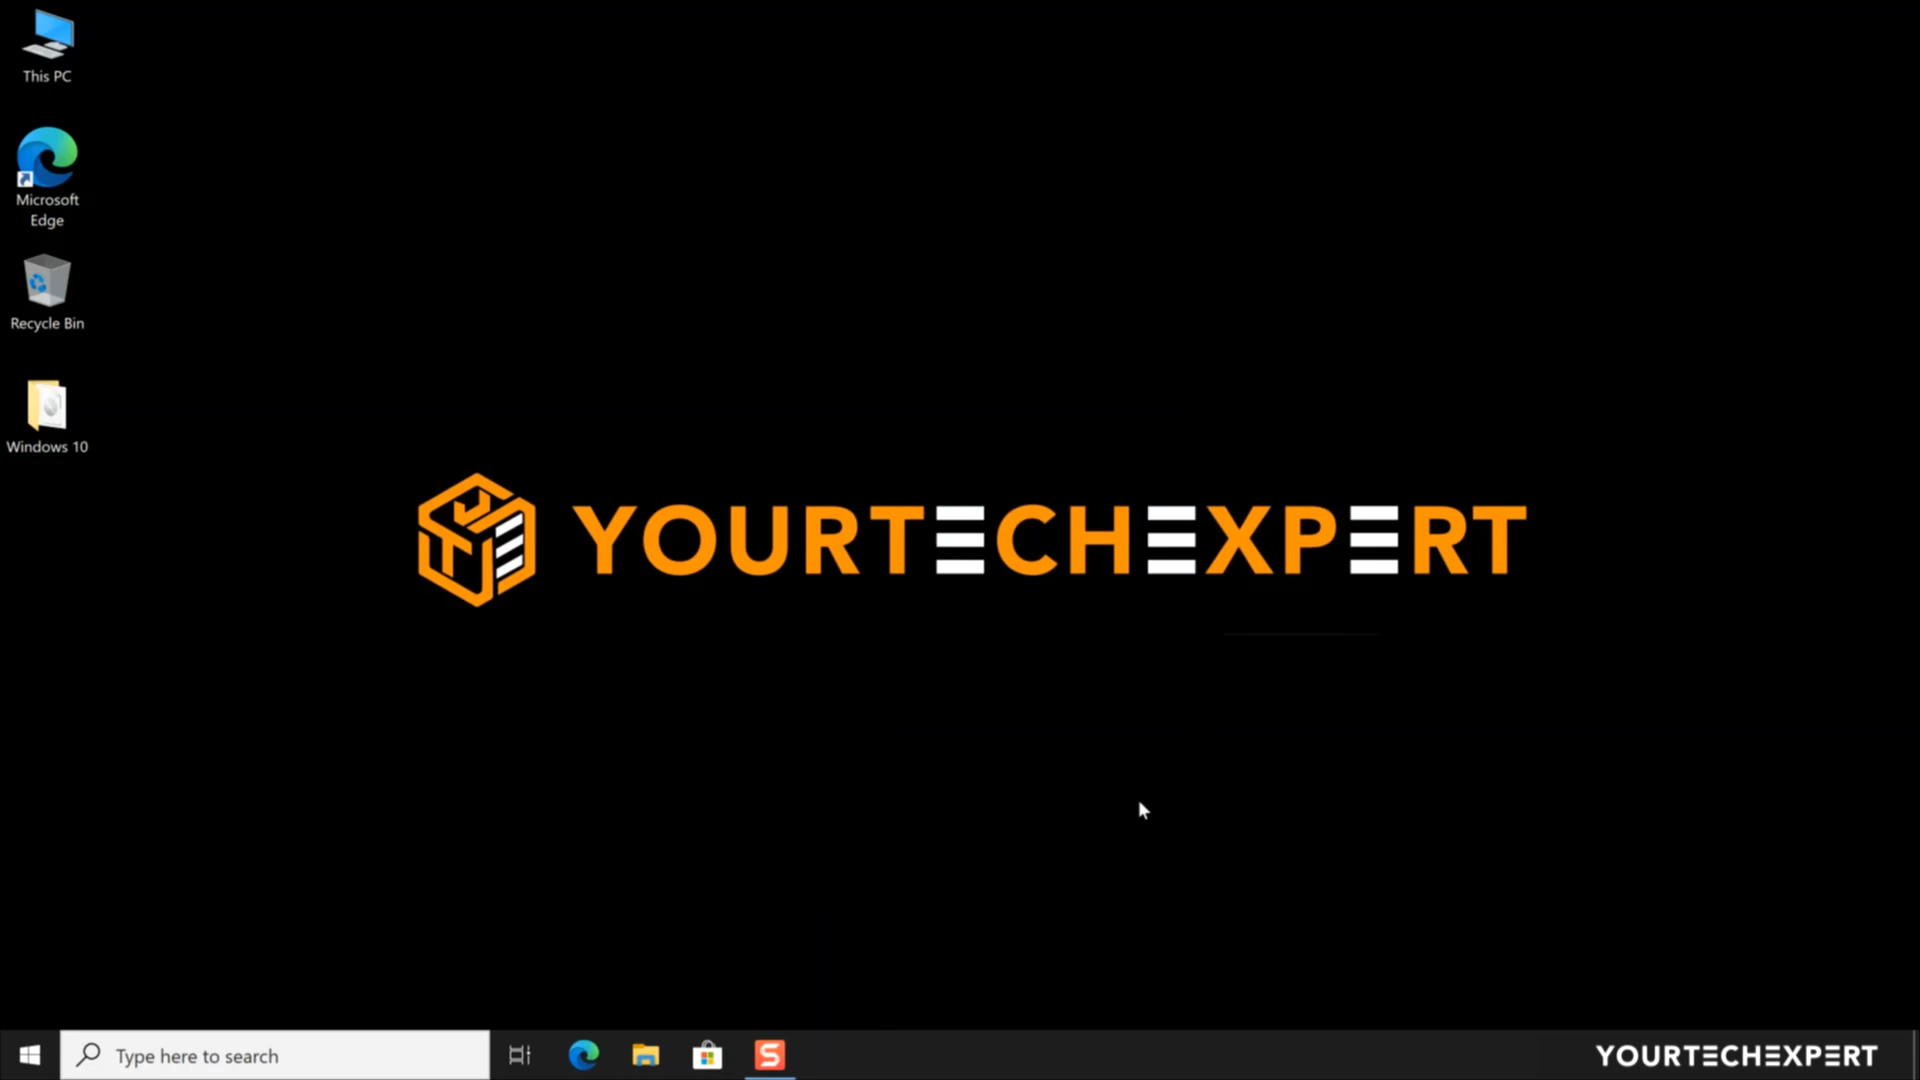 This PC
Microsoft
Edge
Recycle Bin
Windows 10
YOURTECHEXPERT
Type here to search
YOURTECHEXPERT